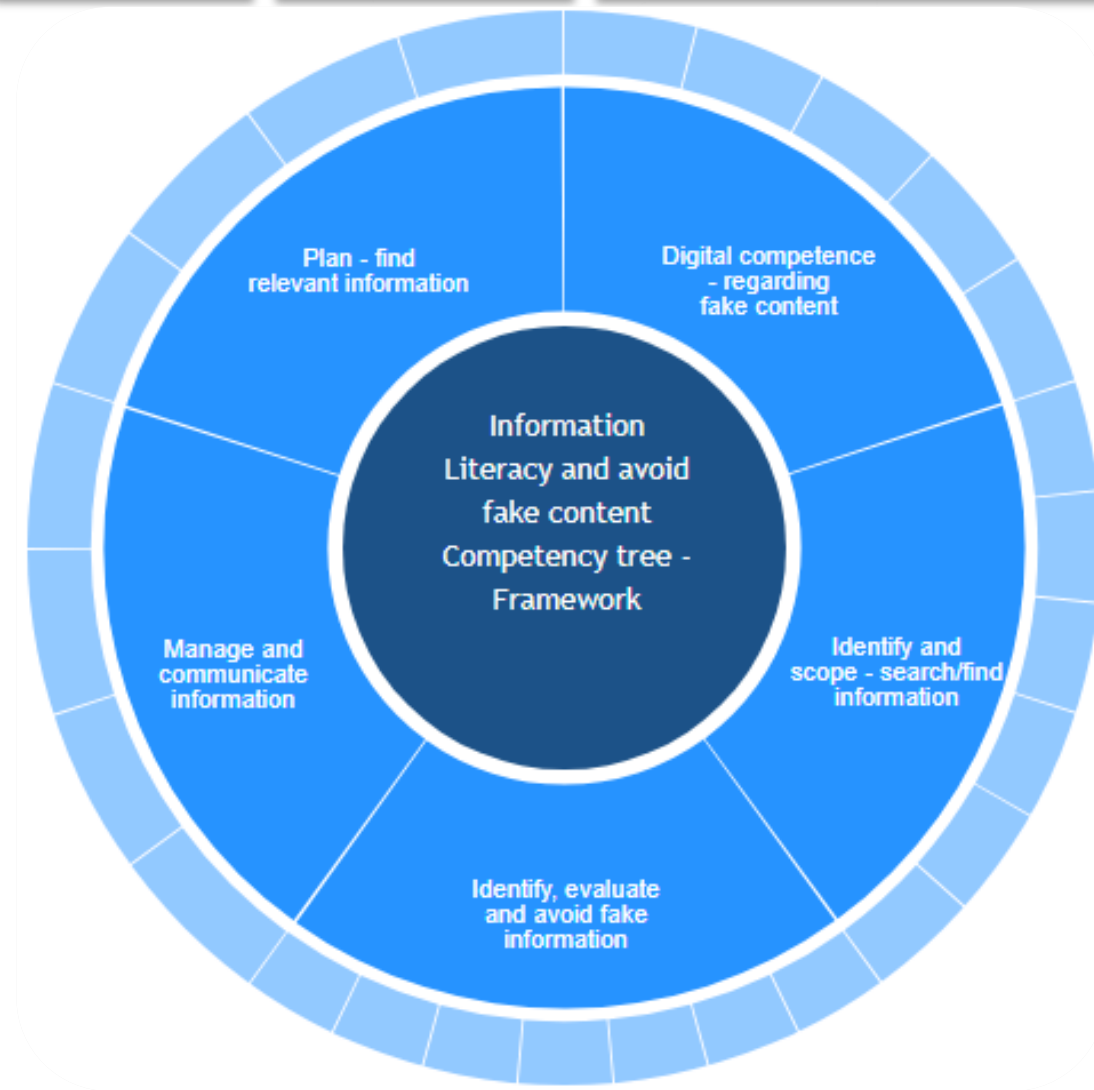 Plan - find
relevant information
Digital competence
- regarding
fake content
Information
Literacy and avoid
fake content
Competency tree -
Framework
Manage and
communicate
information
Identify and
scope - search/find
information
Identify, evaluate
and avoid fake
information